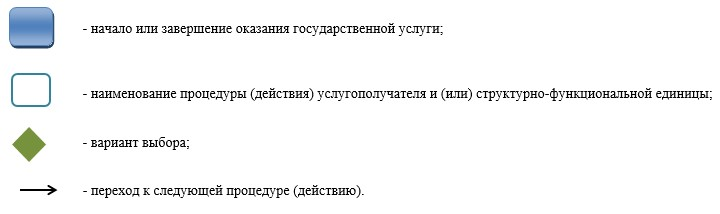 - начало или завершение оказания государственной услуги;
- наименование процедуры (действия) услугополучателя и (или) структурно-функциональной единицы;
- вариант выбора;
- переход к следующей процедуре (действию).